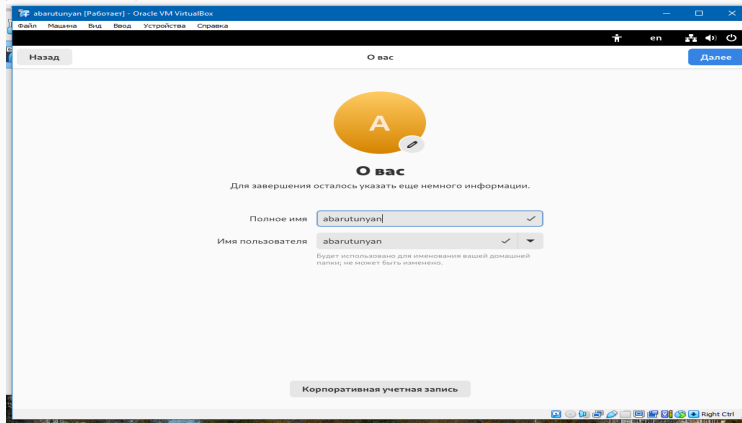 abarutunyan [Работает] - Oracle VM VirtualBox
Файл Машина Вид Ввод Устройства Справка
en
Назад О вас Далее
А
О вас
Для завершения осталось указать еще немного информации.
Полное имя abarutunyan
Имя пользователя abarutunyan
Будет использовано для именования вашей домашней
папки; не может быть изменено.
Корпоративная учетная запись
Right Ctrl